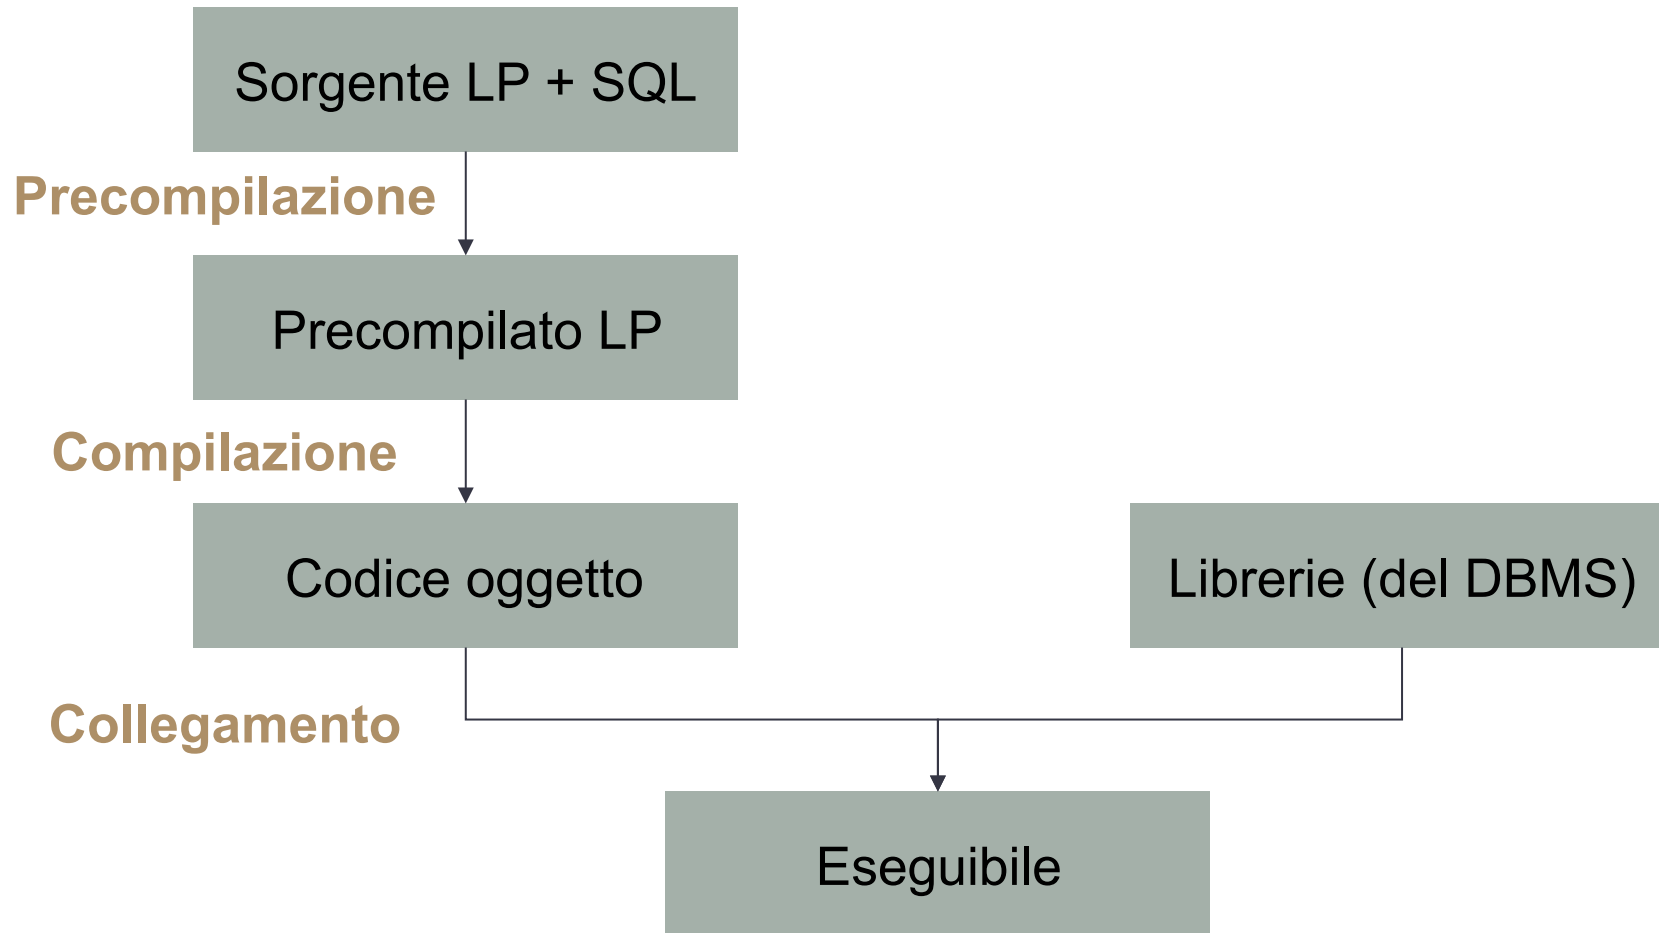 Sorgente LP + SQL
Precompilazione
Precompilato LP
Compilazione
Codice oggetto
Librerie (del DBMS)
Collegamento
Eseguibile